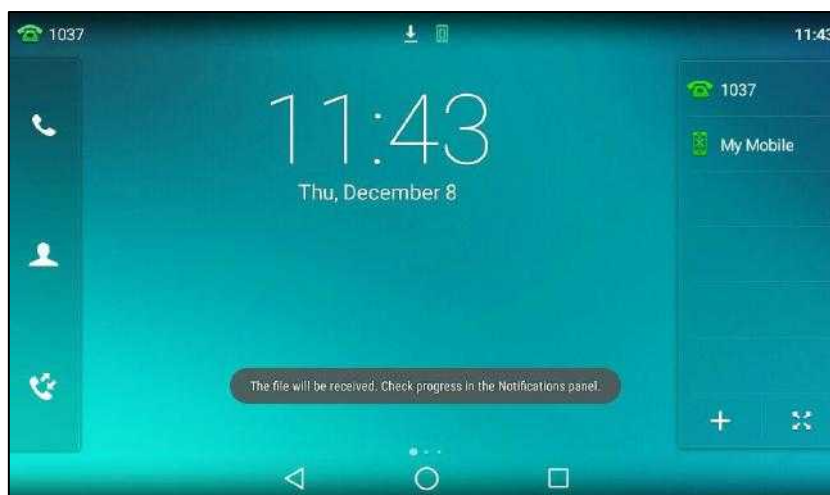 1037
11:43
11:43
Thu, December 8
1037
My Mobile
The file will be received. Check progress in the Notifications panel.